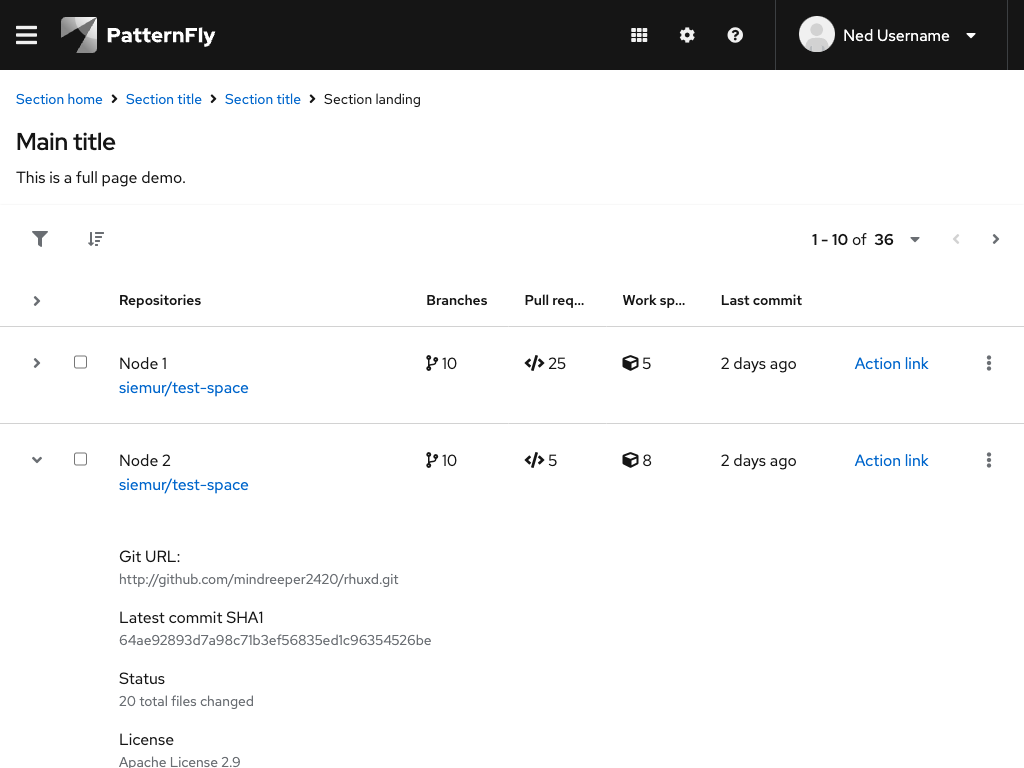 PatternFly
Ned Username
Section home Section title Section title Section landing
Main title
This is a full page demo.
1 - 10 of 36
Repositories Branches Pull req... Work sp... Last commit
Node 1 10 25 5 2 days ago Action link
siemur/test-space
Node 2 10 5 8 2 days ago Action link
siemur/test-space
Git URL:
http://github.com/mindreeper2420/rhuxd.git
Latest commit SHA1
64ae92893d7a98c71b3ef56835ed1c96354526be
Status
20 total files changed
License
Apache License 2.9